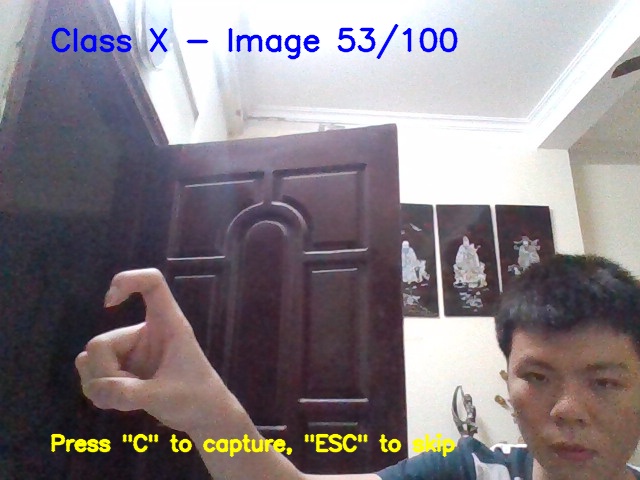 Class X - Image 53/100
Press "C" to capture, "ESC" to skip